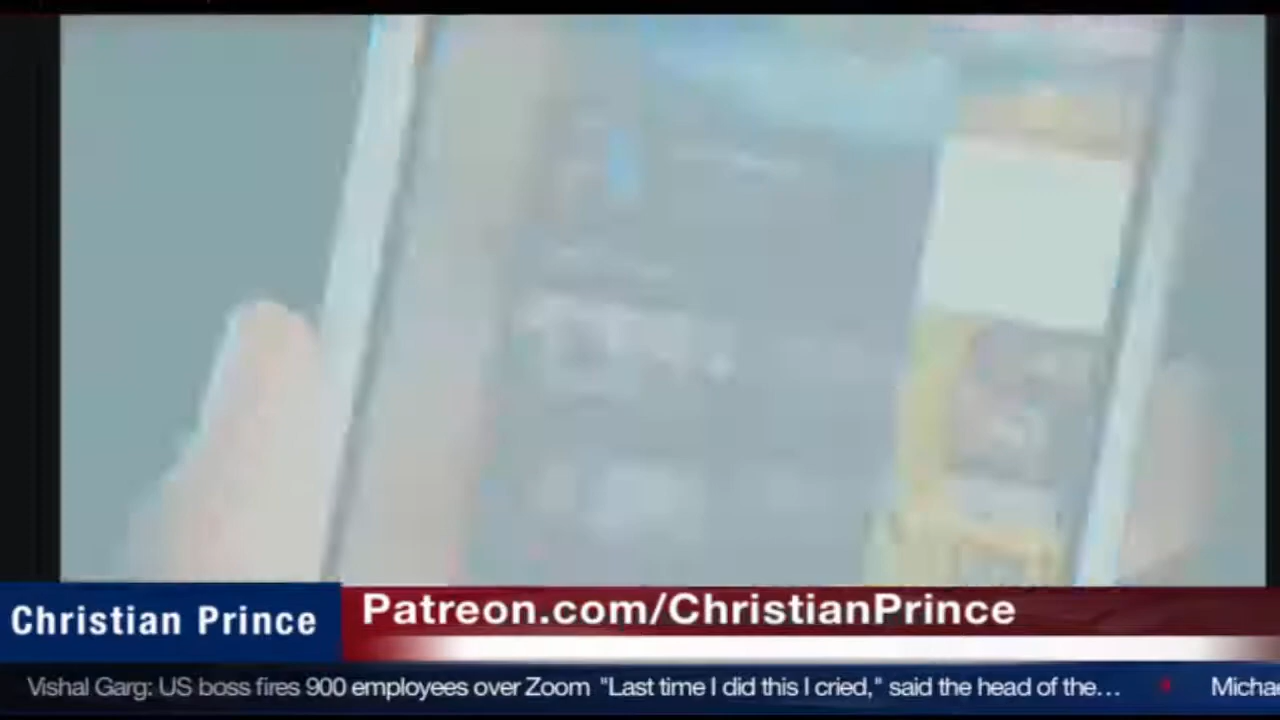 Christian Prince
Patreon.com/ChristianPrince
Vishal Garg: US boss fires 900 employees over Zoom "Last time I did this I cried," said the head of the...